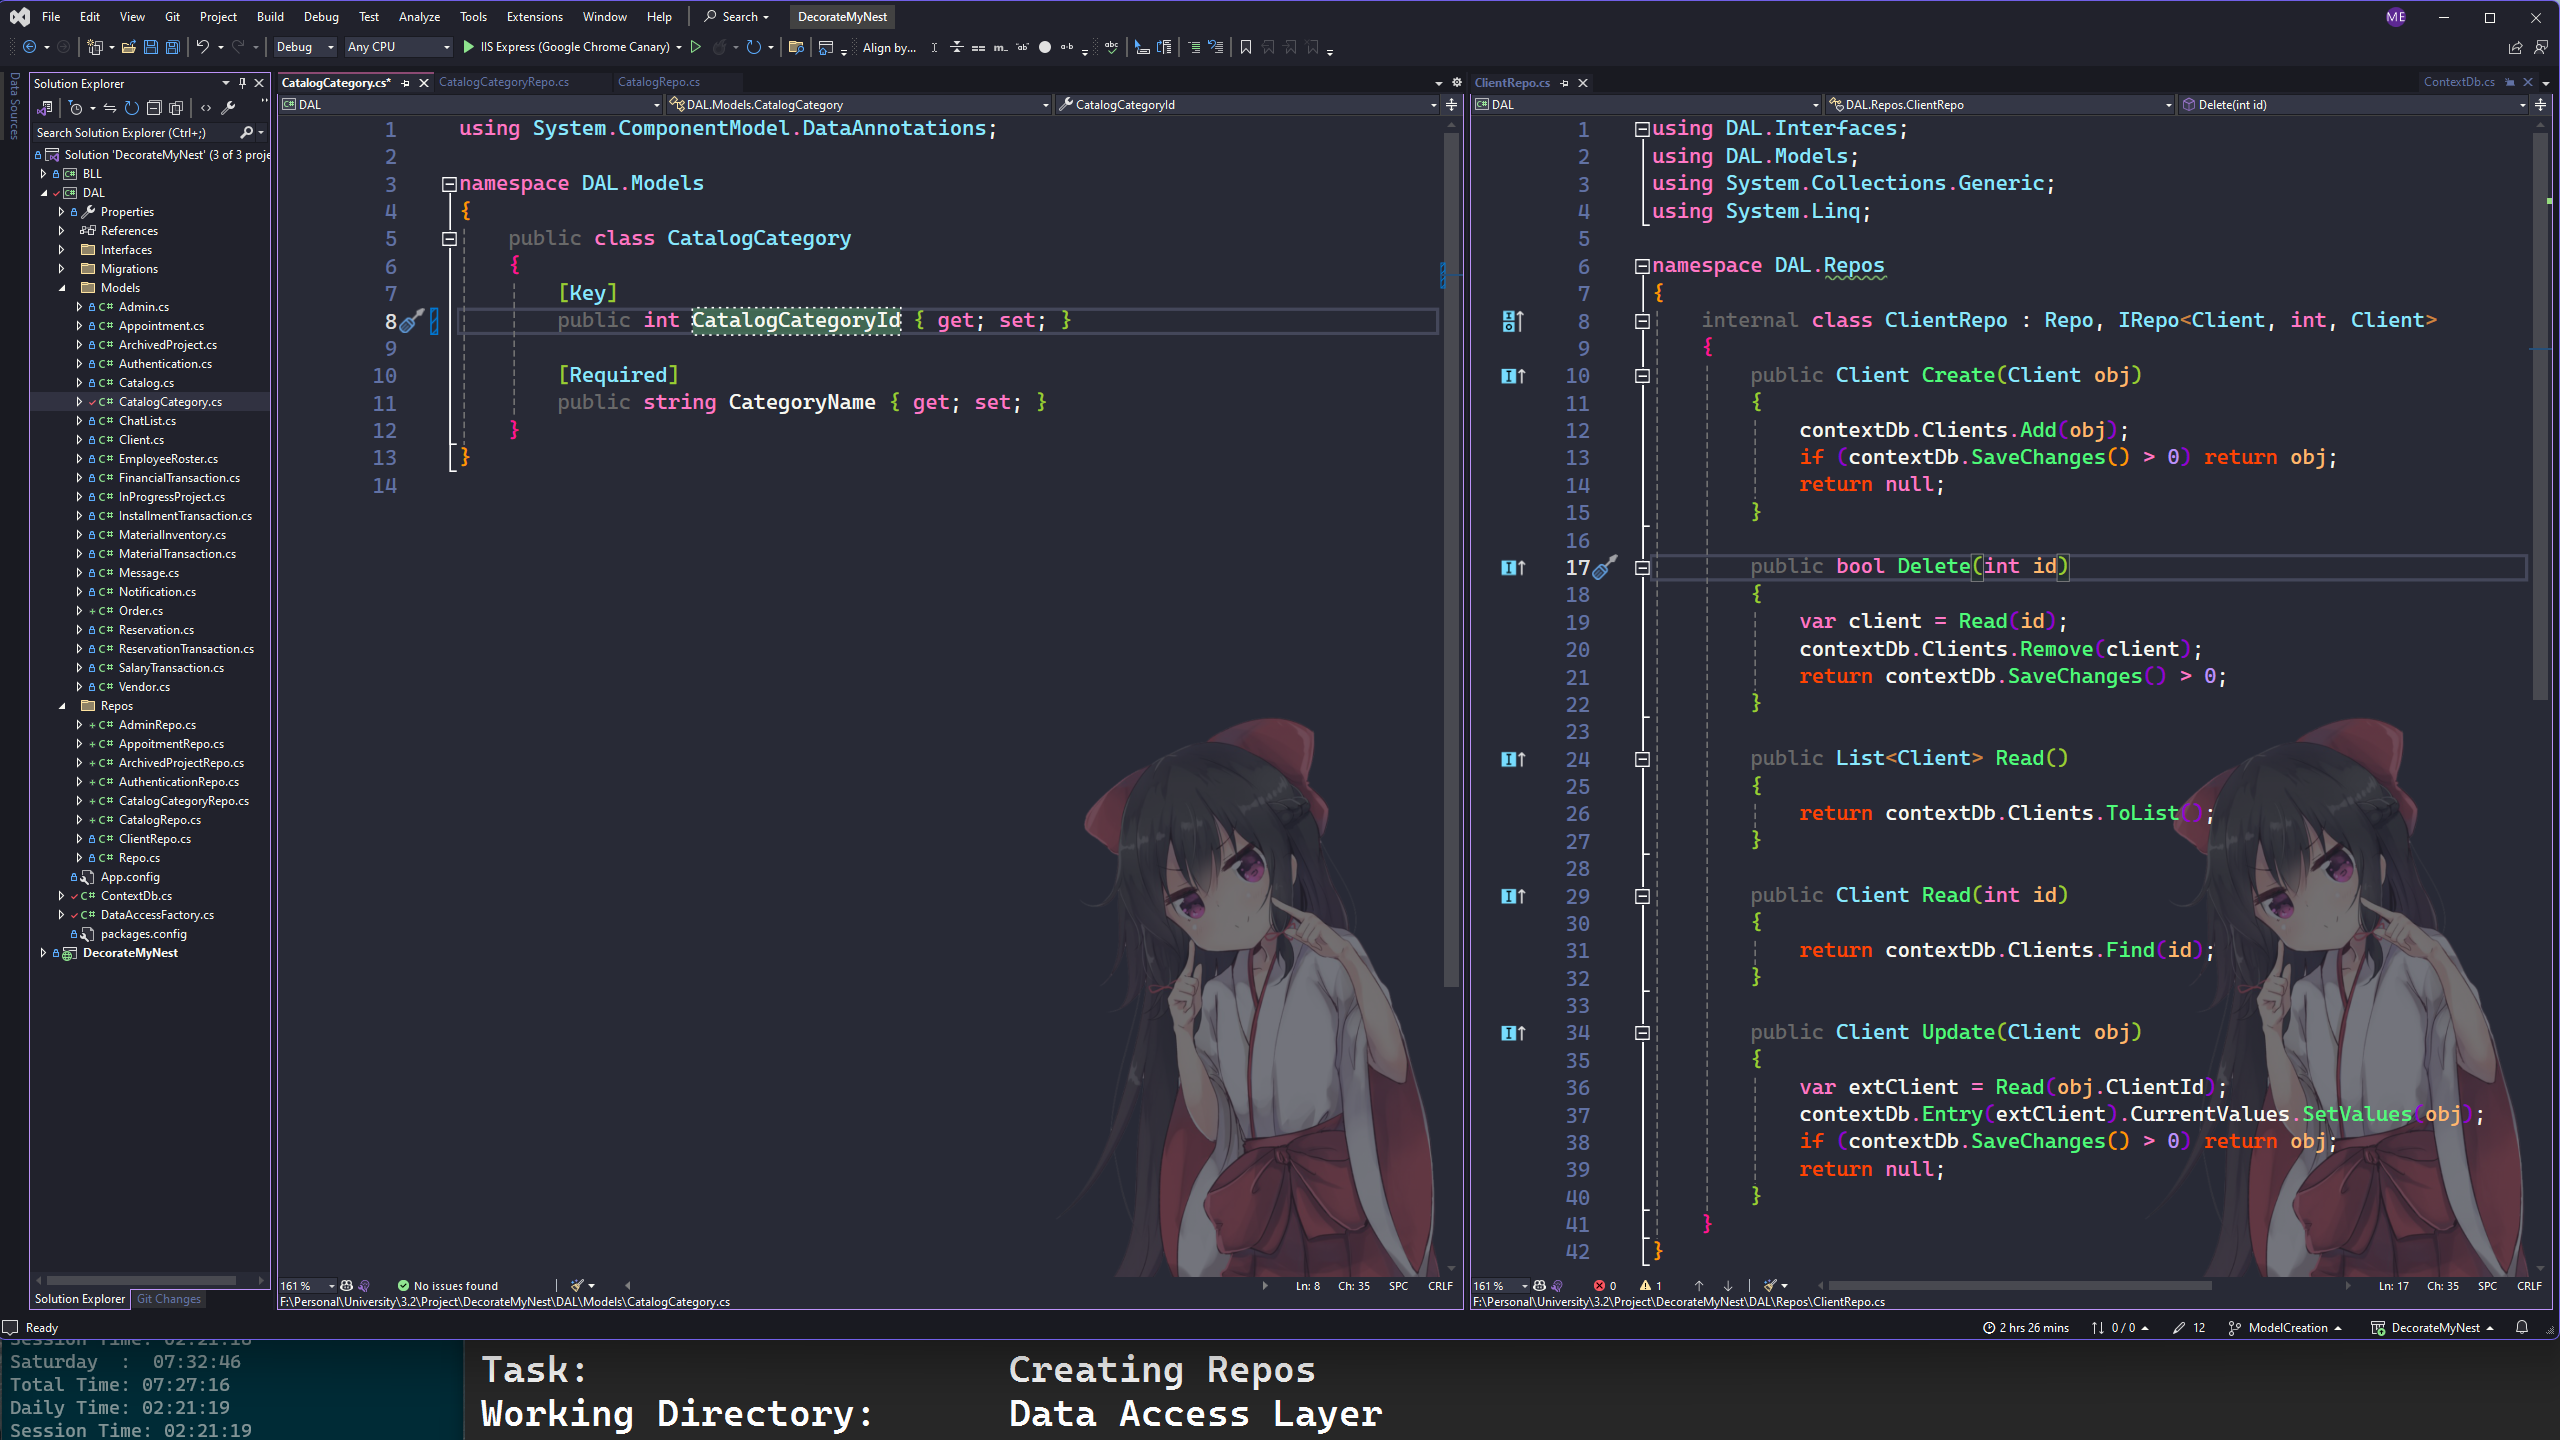 File Edit View Git Project Build Debug Test Analyze Tools Extensions Window Help Search DecorateMyNest ME
Debug Any CPU IIS Express (Google Chrome Canary) Align by...
Data Sources
Solution Explorer
Search Solution Explorer (Ctrl+;)
Solution 'DecorateMyNest' (3 of 3 proje
BLL
DAL
Properties
References
Interfaces
Migrations
Models
C# Admin.cs
C# Appointment.cs
C# ArchivedProject.cs
C# Authentication.cs
C# Catalog.cs
C# CatalogCategory.cs
C# ChatList.cs
C# Client.cs
C# EmployeeRoster.cs
C# FinancialTransaction.cs
C# InProgressProject.cs
C# InstallmentTransaction.cs
C# MaterialInventory.cs
C# MaterialTransaction.cs
C# Message.cs
C# Notification.cs
C# Order.cs
C# Reservation.cs
C# ReservationTransaction.cs
C# SalaryTransaction.cs
C# Vendor.cs
Repos
C# AdminRepo.cs
C# AppoitmentRepo.cs
C# ArchivedProjectRepo.cs
C# AuthenticationRepo.cs
C# CatalogCategoryRepo.cs
C# CatalogRepo.cs
C# ClientRepo.cs
C# Repo.cs
App.config
C# ContextDb.cs
C# DataAccessFactory.cs
packages.config
DecorateMyNest
Solution Explorer Git Changes
CatalogCategory.cs* CatalogCategoryRepo.cs CatalogRepo.cs
DAL DAL.Models.CatalogCategory CatalogCategoryId
1 using System.ComponentModel.DataAnnotations;
2
3 namespace DAL.Models
4 {
5 public class CatalogCategory
6 {
7 [Key]
8 public int CatalogCategoryId { get; set; }
9
10 [Required]
11 public string CategoryName { get; set; }
12 }
13 }
14
161 % No issues found Ln: 8 Ch: 35 SPC CRLF
F:\Personal\University\3.2\Project\DecorateMyNest\DAL\Models\CatalogCategory.cs
ClientRepo.cs ContextDb.cs
DAL DAL.Repos.ClientRepo Delete(int id)
1 using DAL.Interfaces;
2 using DAL.Models;
3 using System.Collections.Generic;
4 using System.Linq;
5
6 namespace DAL.Repos
7 {
8 internal class ClientRepo : Repo, IRepo<Client, int, Client>
9 {
10 public Client Create(Client obj)
11 {
12 contextDb.Clients.Add(obj);
13 if (contextDb.SaveChanges() > 0) return obj;
14 return null;
15 }
16
17 public bool Delete(int id)
18 {
19 var client = Read(id);
20 contextDb.Clients.Remove(client);
21 return contextDb.SaveChanges() > 0;
22 }
23
24 public List<Client> Read()
25 {
26 return contextDb.Clients.ToList();
27 }
28
29 public Client Read(int id)
30 {
31 return contextDb.Clients.Find(id);
32 }
33
34 public Client Update(Client obj)
35 {
36 var extClient = Read(obj.ClientId);
37 contextDb.Entry(extClient).CurrentValues.SetValues(obj);
38 if (contextDb.SaveChanges() > 0) return obj;
39 return null;
40 }
41 }
42 }
161 % 0 1 Ln: 17 Ch: 35 SPC CRLF
F:\Personal\University\3.2\Project\DecorateMyNest\DAL\Repos\ClientRepo.cs
Ready 2 hrs 26 mins 0 / 0 12 ModelCreation DecorateMyNest
Session Time: 02:21:18
Saturday : 07:32:46
Total Time: 07:27:16
Daily Time: 02:21:19
Session Time: 02:21:19
Task: Creating Repos
Working Directory: Data Access Layer